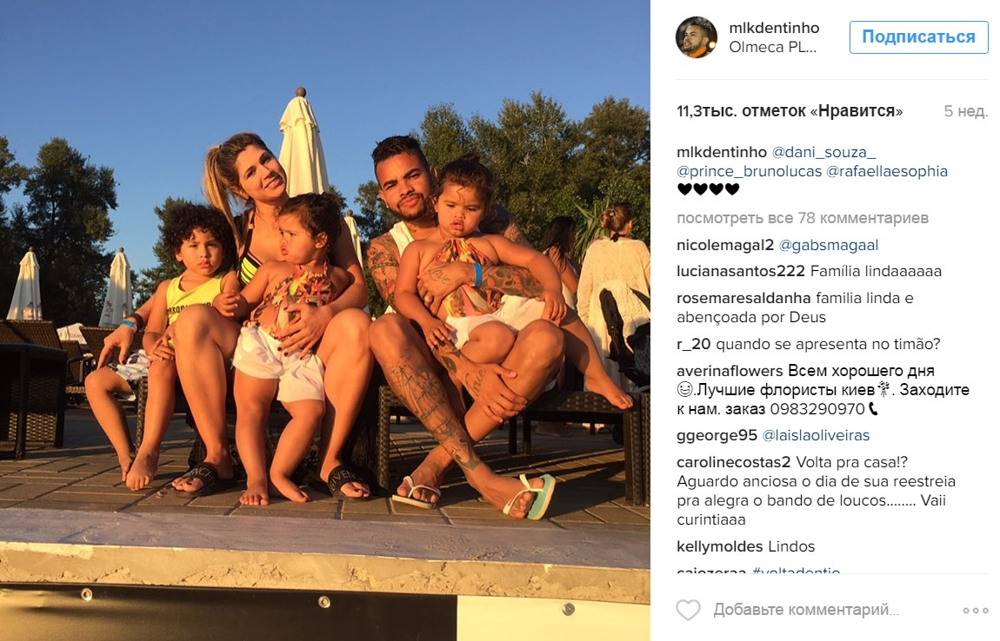 mlkdentinho
Olmeca PL...
Подписаться
11,3тыс. отметок «Нравится»
5 нед.
mlkdentinho @dani_souza_
@prince_brunolucas @rafaellaesophia
🖤🖤🖤🖤
посмотреть все 78 комментариев
nicolemagal2 @gabsmagaal
lucianasantos222 Família lindaaaaaa
rosemaresaldanha familia linda e
abençoada por Deus
r_20 quando se apresenta no timão?
averinaflowers Всем хорошего дня
😊.Лучшие флористы киев💐. Заходите
к нам. заказ 0983290970📞
ggeorge95 @laislaoliveiras
carolinecostas2 Volta pra casa!?
Aguardo anciosa o dia de sua reestreia
pra alegra o bando de loucos........ Vaii
curintiaaa
kellymoldes Lindos
caiozeraa #voltadentio
Добавьте комментарий...